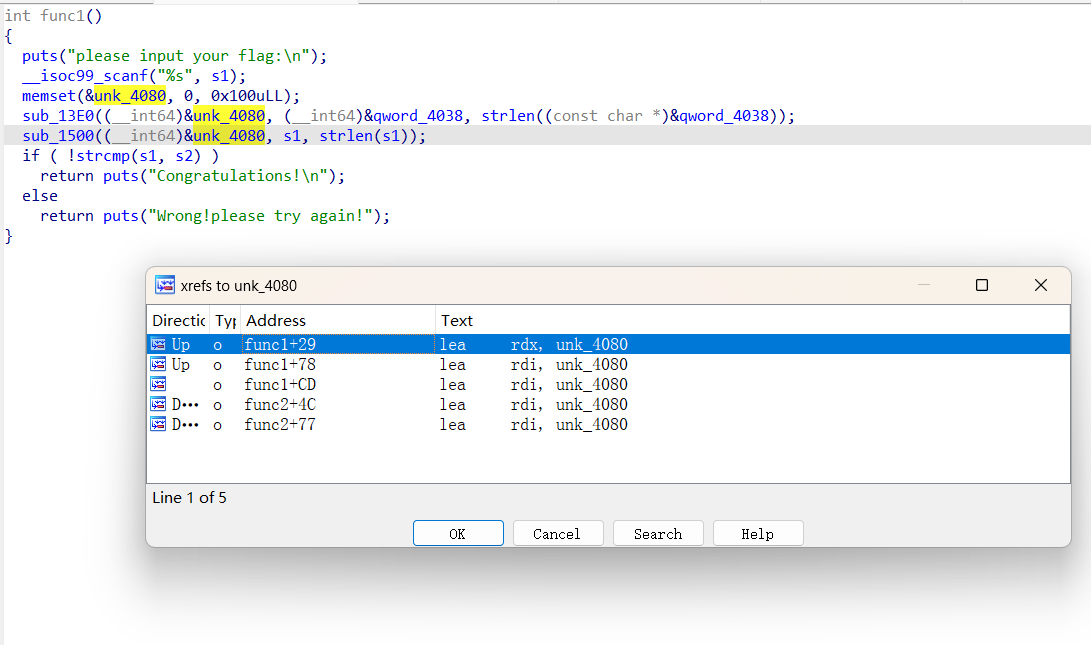 int func1()
{
puts("please input your flag:\n");
__isoc99_scanf("%s", s1);
memset(&unk_4080, 0, 0x100uLL);
sub_13E0((__int64)&unk_4080, (__int64)&qword_4038, strlen((const char *)&qword_4038));
sub_1500((__int64)&unk_4080, s1, strlen(s1));
if ( !strcmp(s1, s2) )
return puts("Congratulations!\n");
else
return puts("Wrong!please try again!");
}
xrefs to unk_4080
Directic Typ Address Text
Up o func1+29 lea rdx, unk_4080
Up o func1+78 lea rdi, unk_4080
o func1+CD lea rdi, unk_4080
D••• o func2+4C lea rdi, unk_4080
D••• o func2+77 lea rdi, unk_4080
Line 1 of 5
OK Cancel Search Help